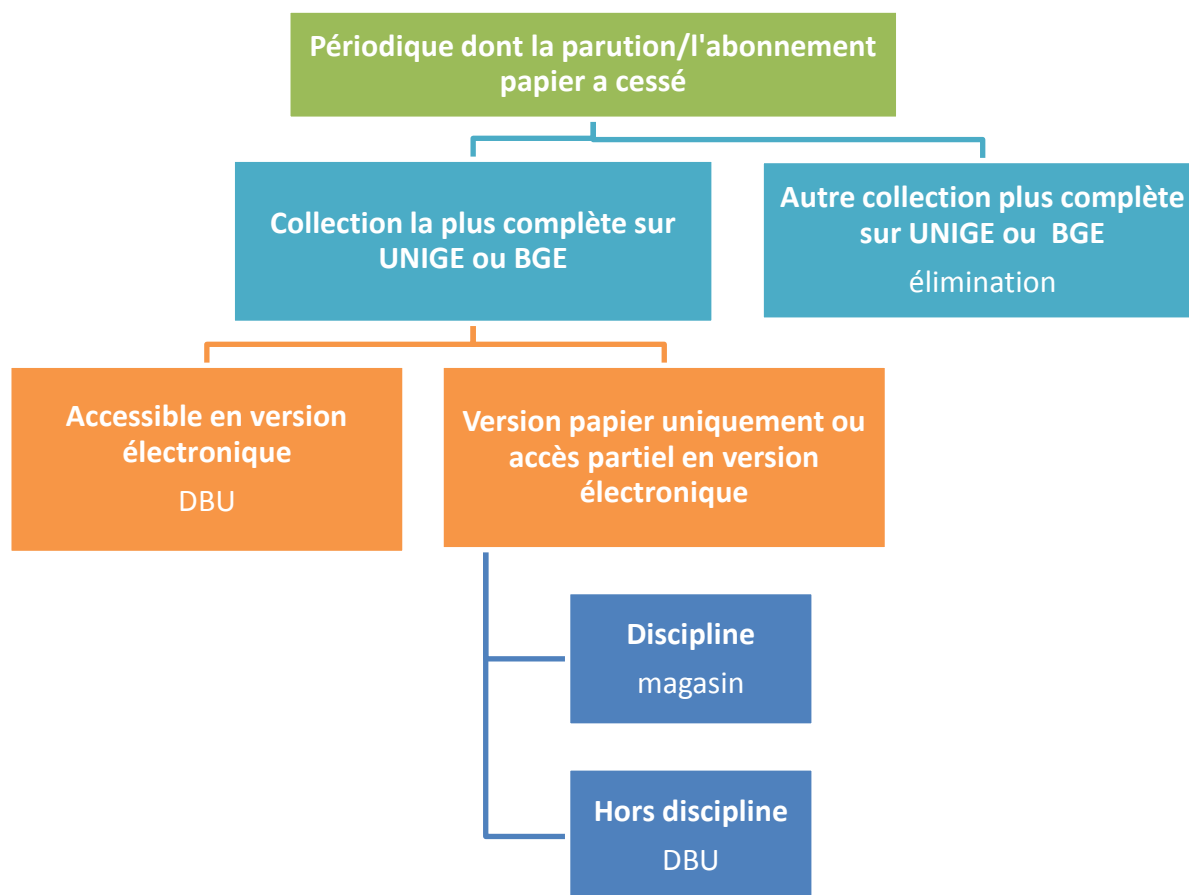 Périodique dont la parution/l'abonnement
papier a cessé
Collection la plus complète sur
UNIGE ou BGE
Autre collection plus complète
sur UNIGE ou BGE
élimination
Accessible en version
électronique
DBU
Version papier uniquement ou
accès partiel en version
électronique
Discipline
magasin
Hors discipline
DBU